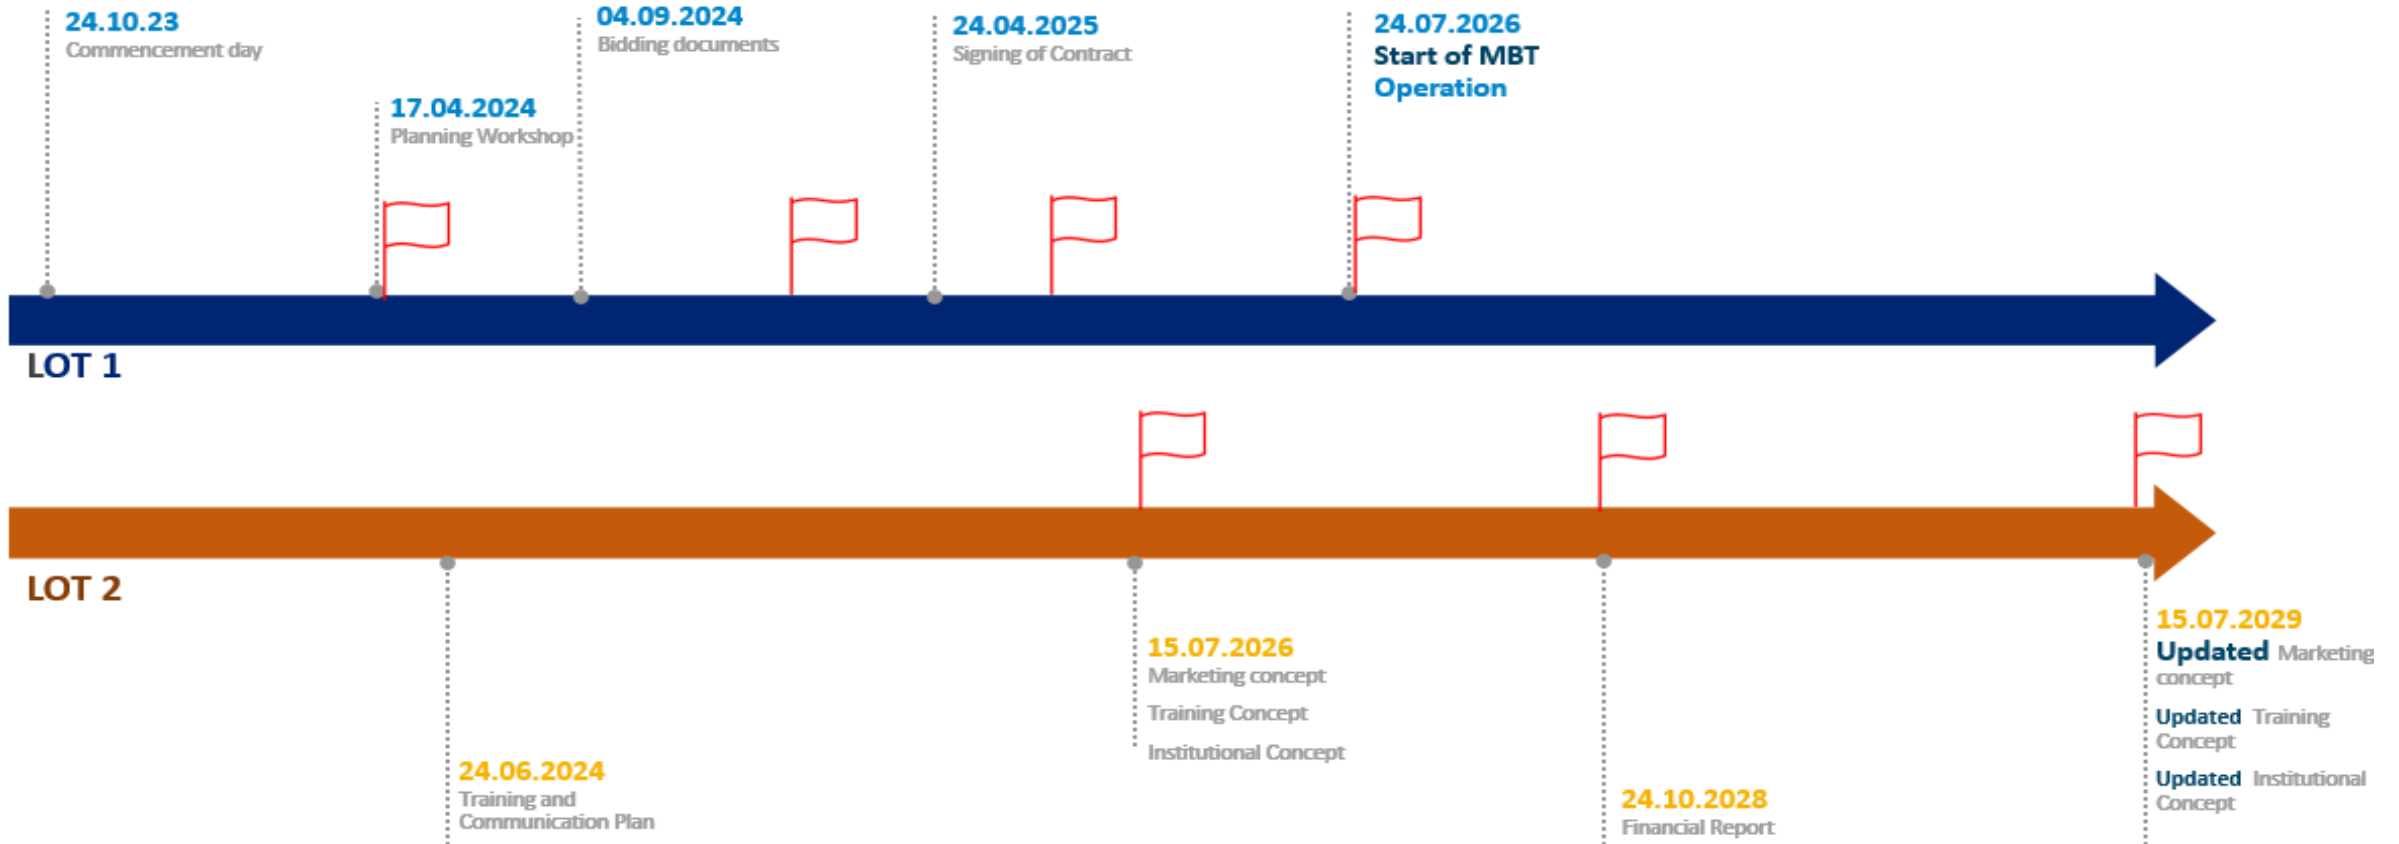 24.10.23
Commencement day
17.04.2024
Planning Workshop
04.09.2024
Bidding documents
24.04.2025
Signing of Contract
24.07.2026
Start of MBT
Operation
LOT 1
LOT 2
24.06.2024
Training and
Communication Plan
15.07.2026
Marketing concept
Training Concept
Institutional Concept
24.10.2028
Financial Report
15.07.2029
Updated Marketing
concept
Updated Training
Concept
Updated Institutional
Concept